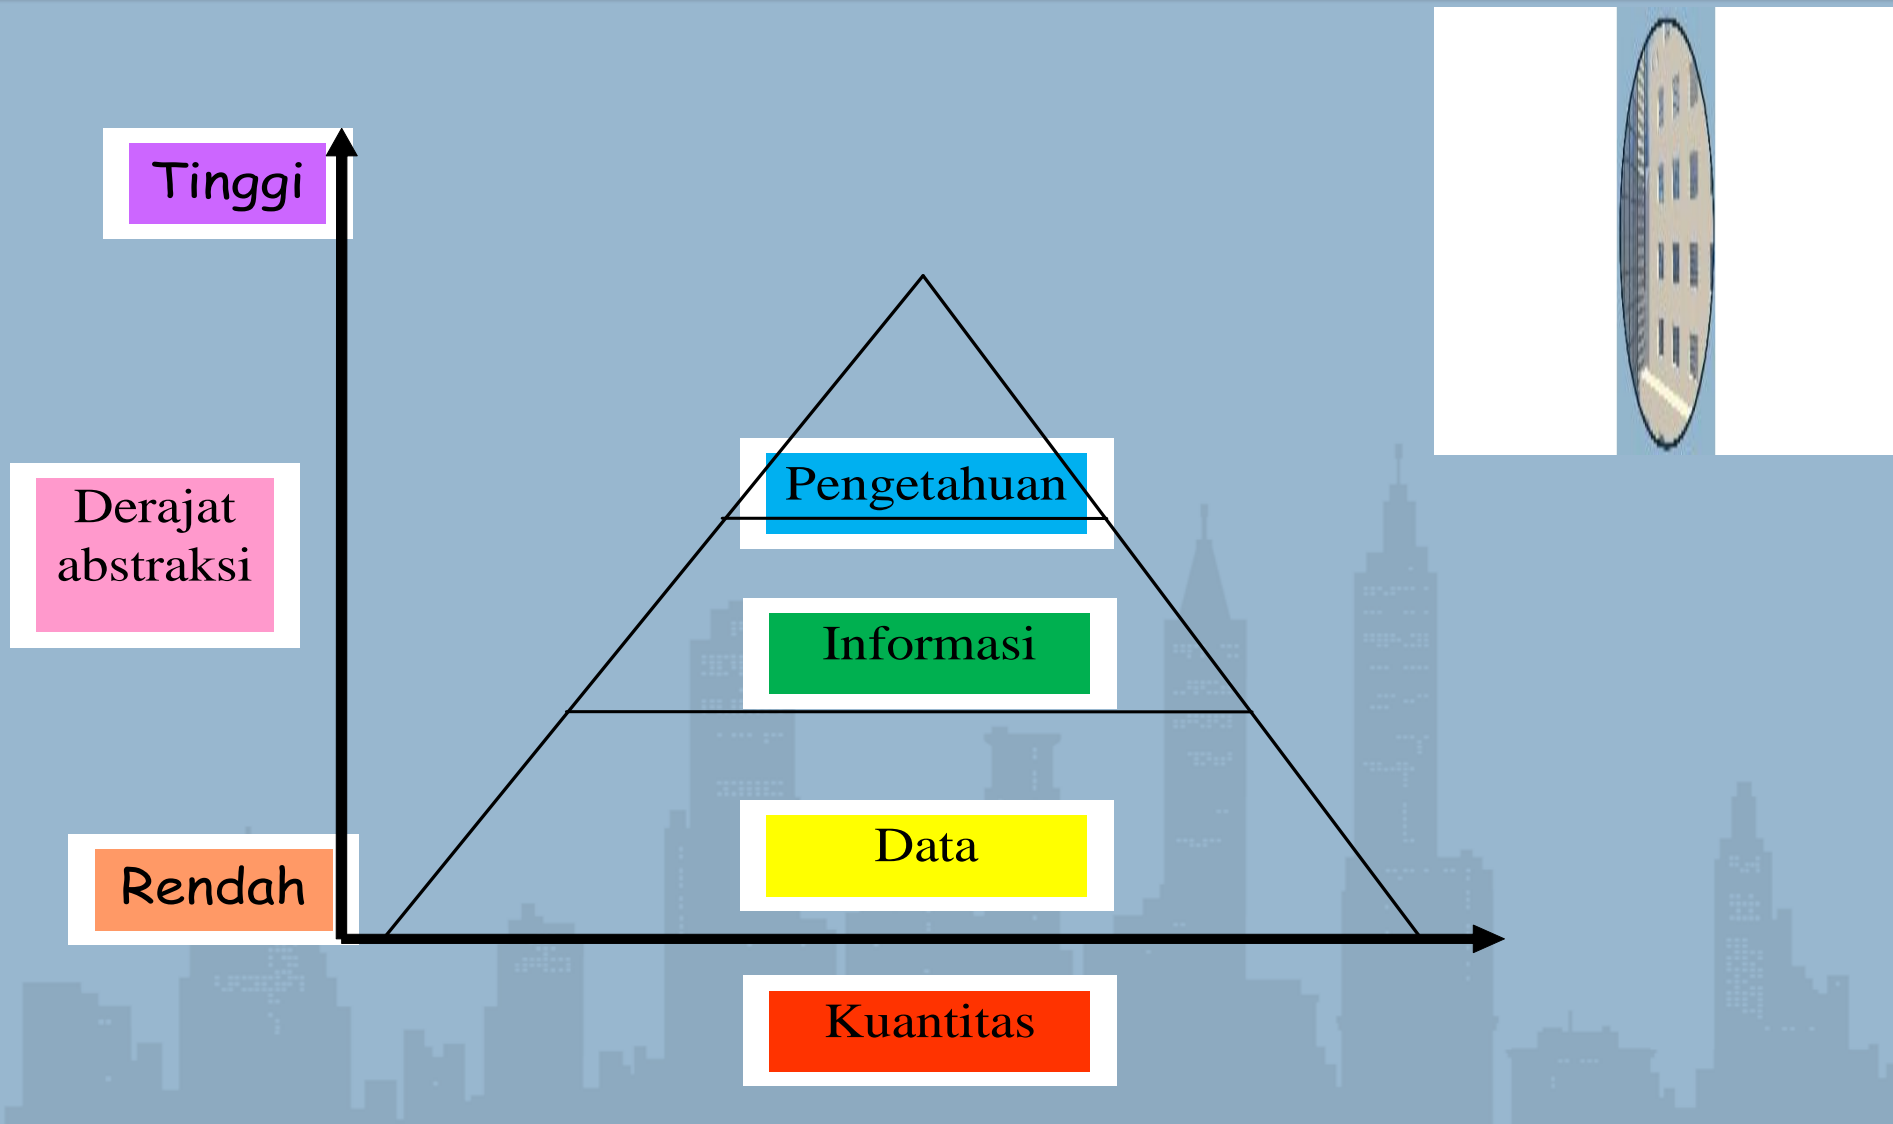 Tinggi
Derajat
abstraksi
Rendah
Pengetahuan
Informasi
Data
Kuantitas